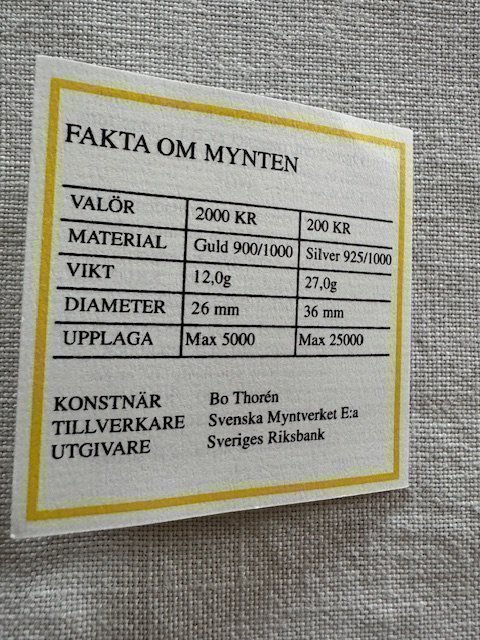 FAKTA OM MYNTEN
VALÖR 2000 KR 200 KR
MATERIAL Guld 900/1000 Silver 925/1000
VIKT 12,0g 27,0g
DIAMETER 26 mm 36 mm
UPPLAGA Max 5000 Max 25000
KONSTNÄR Bo Thorén
TILLVERKARE Svenska Myntverket E:a
UTGIVARE Sveriges Riksbank